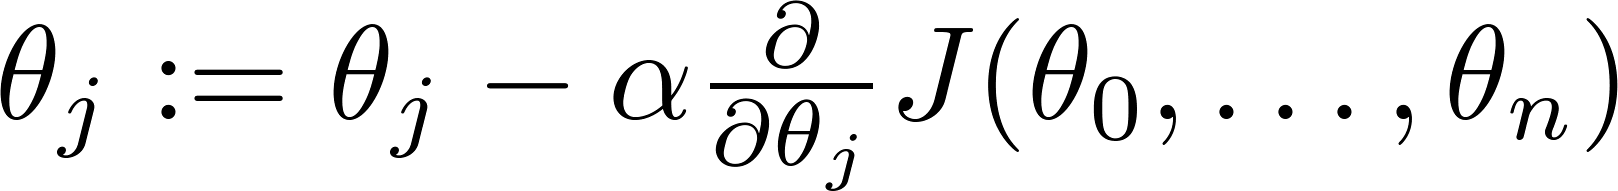 θ_j := θ_j − α ∂/∂θ_j J(θ_0, . . . , θ_n)